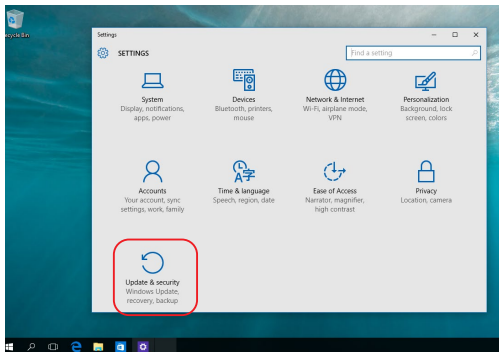 Recycle Bin
Settings
SETTINGS
Find a setting
System
Display, notifications,
apps, power
Devices
Bluetooth, printers,
mouse
Network & Internet
Wi-Fi, airplane mode,
VPN
Personalization
Background, lock
screen, colors
Accounts
Your account, sync
settings, work, family
Time & language
Speech, region, date
Ease of Access
Narrator, magnifier,
high contrast
Privacy
Location, camera
Update & security
Windows Update,
recovery, backup